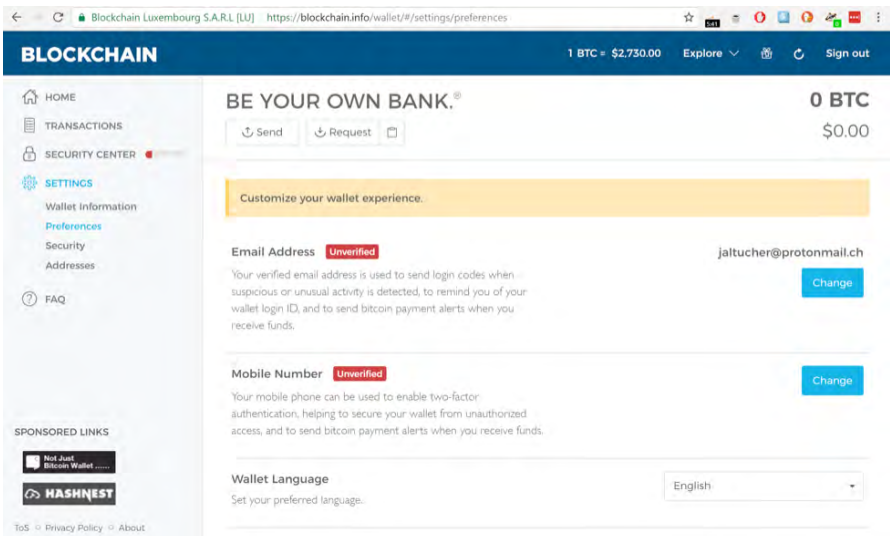 Blockchain Luxembourg S.A.R.L [LU] https://blockchain.info/wallet/#/settings/preferences
541
BLOCKCHAIN
1 BTC = $2,730.00 Explore Sign out
HOME
TRANSACTIONS
SECURITY CENTER
SETTINGS
Wallet Information
Preferences
Security
Addresses
FAQ
SPONSORED LINKS
Not Just
Bitcoin Wallet ......
HASHNEST
ToS Privacy Policy About
BE YOUR OWN BANK.®
0 BTC
Send Request
$0.00
Customize your wallet experience.
Email Address Unverified
jaltucher@protonmail.ch
Your verified email address is used to send login codes when
suspicious or unusual activity is detected, to remind you of your
wallet login ID, and to send bitcoin payment alerts when you
receive funds.
Change
Mobile Number Unverified
Your mobile phone can be used to enable two-factor
authentication, helping to secure your wallet from unauthorized
access, and to send bitcoin payment alerts when you receive funds.
Change
Wallet Language
Set your preferred language.
English